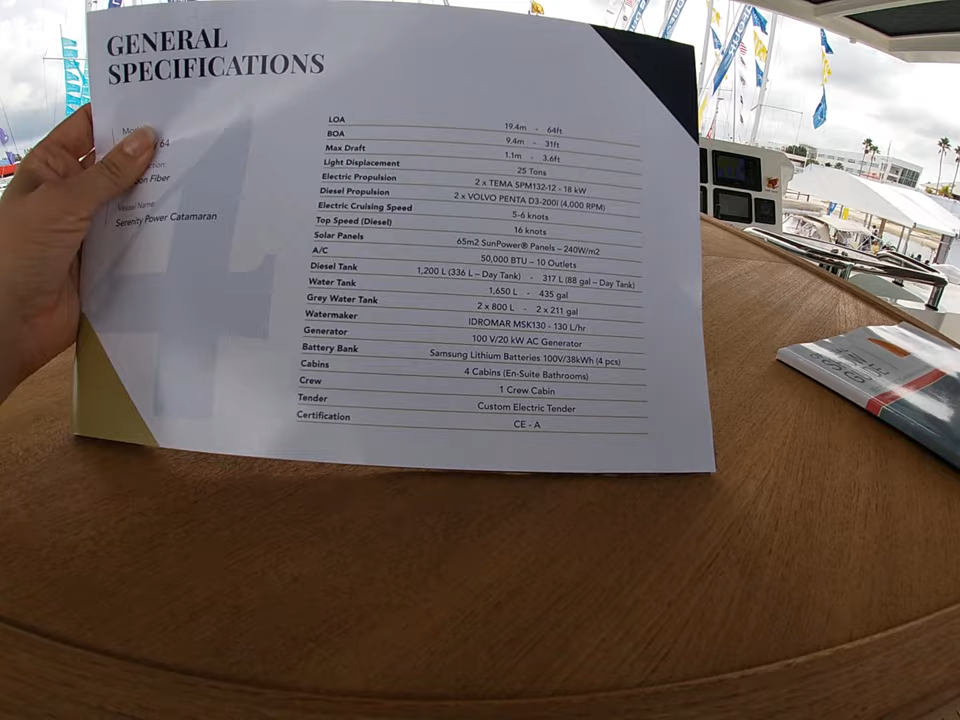 GENERAL
SPECIFICATIONS
64
Fiber
Vessel Name:
Serenity Power Catamaran
LOA 19.4m - 64ft
BOA 9.4m - 31ft
Max Draft 1.1m - 3.6ft
Light Displacement 25 Tons
Electric Propulsion 2 x TEMA SPM132-12 - 18 kW
Diesel Propulsion 2 x VOLVO PENTA D3-200I (4,000 RPM)
Electric Cruising Speed 5-6 knots
Top Speed (Diesel) 16 knots
Solar Panels 65m2 SunPower® Panels – 240W/m2
A/C 50,000 BTU – 10 Outlets
Diesel Tank 1,200 L (336 L – Day Tank) - 317 L (88 gal – Day Tank)
Water Tank 1,650 L - 435 gal
Grey Water Tank 2 x 800 L - 2 x 211 gal
Watermaker IDROMAR MSK130 - 130 L/hr
Generator 100 V/20 kW AC Generator
Battery Bank Samsung Lithium Batteries 100V/38kWh (4 pcs)
Cabins 4 Cabins (En-Suite Bathrooms)
Crew 1 Crew Cabin
Tender Custom Electric Tender
Certification CE - A